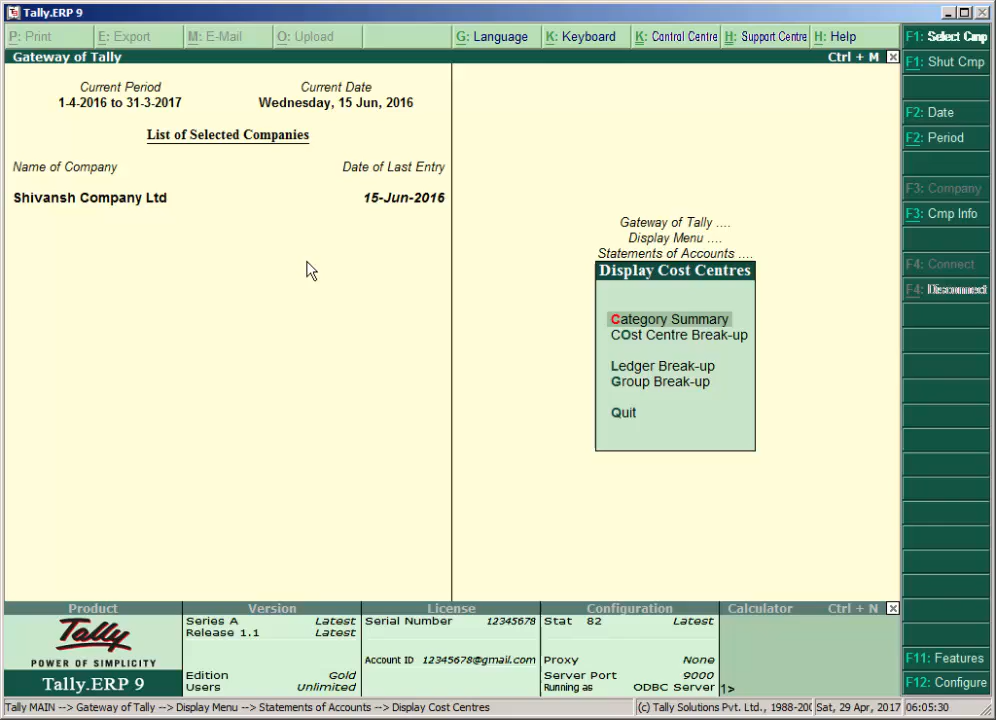 Tally.ERP 9
P: Print E: Export M: E-Mail O: Upload G: Language K: Keyboard K: Control Centre H: Support Centre H: Help F1: Select Cmp
Gateway of Tally Ctrl + M F1: Shut Cmp
Current Period Current Date
1-4-2016 to 31-3-2017 Wednesday, 15 Jun, 2016
F2: Date
List of Selected Companies F2: Period
Name of Company Date of Last Entry
F3: Company
Shivansh Company Ltd 15-Jun-2016
F3: Cmp Info
Gateway of Tally ....
Display Menu ....
Statements of Accounts ....
F4: Connect
Display Cost Centres
F4: Disconnect
Category Summary
COst Centre Break-up
Ledger Break-up
Group Break-up
Quit
Product Version License Configuration Calculator Ctrl + N
Tally
POWER OF SIMPLICITY
Tally.ERP 9
Series A Latest
Release 1.1 Latest
Edition Gold
Users Unlimited
Serial Number 12345678
Account ID 12345678@gmail.com
Stat 82 Latest
Proxy None
Server Port 9000
Running as ODBC Server
1>
F11: Features
F12: Configure
Tally MAIN --> Gateway of Tally --> Display Menu --> Statements of Accounts --> Display Cost Centres (c) Tally Solutions Pvt. Ltd., 1988-200 Sat, 29 Apr, 2017 06:05:30